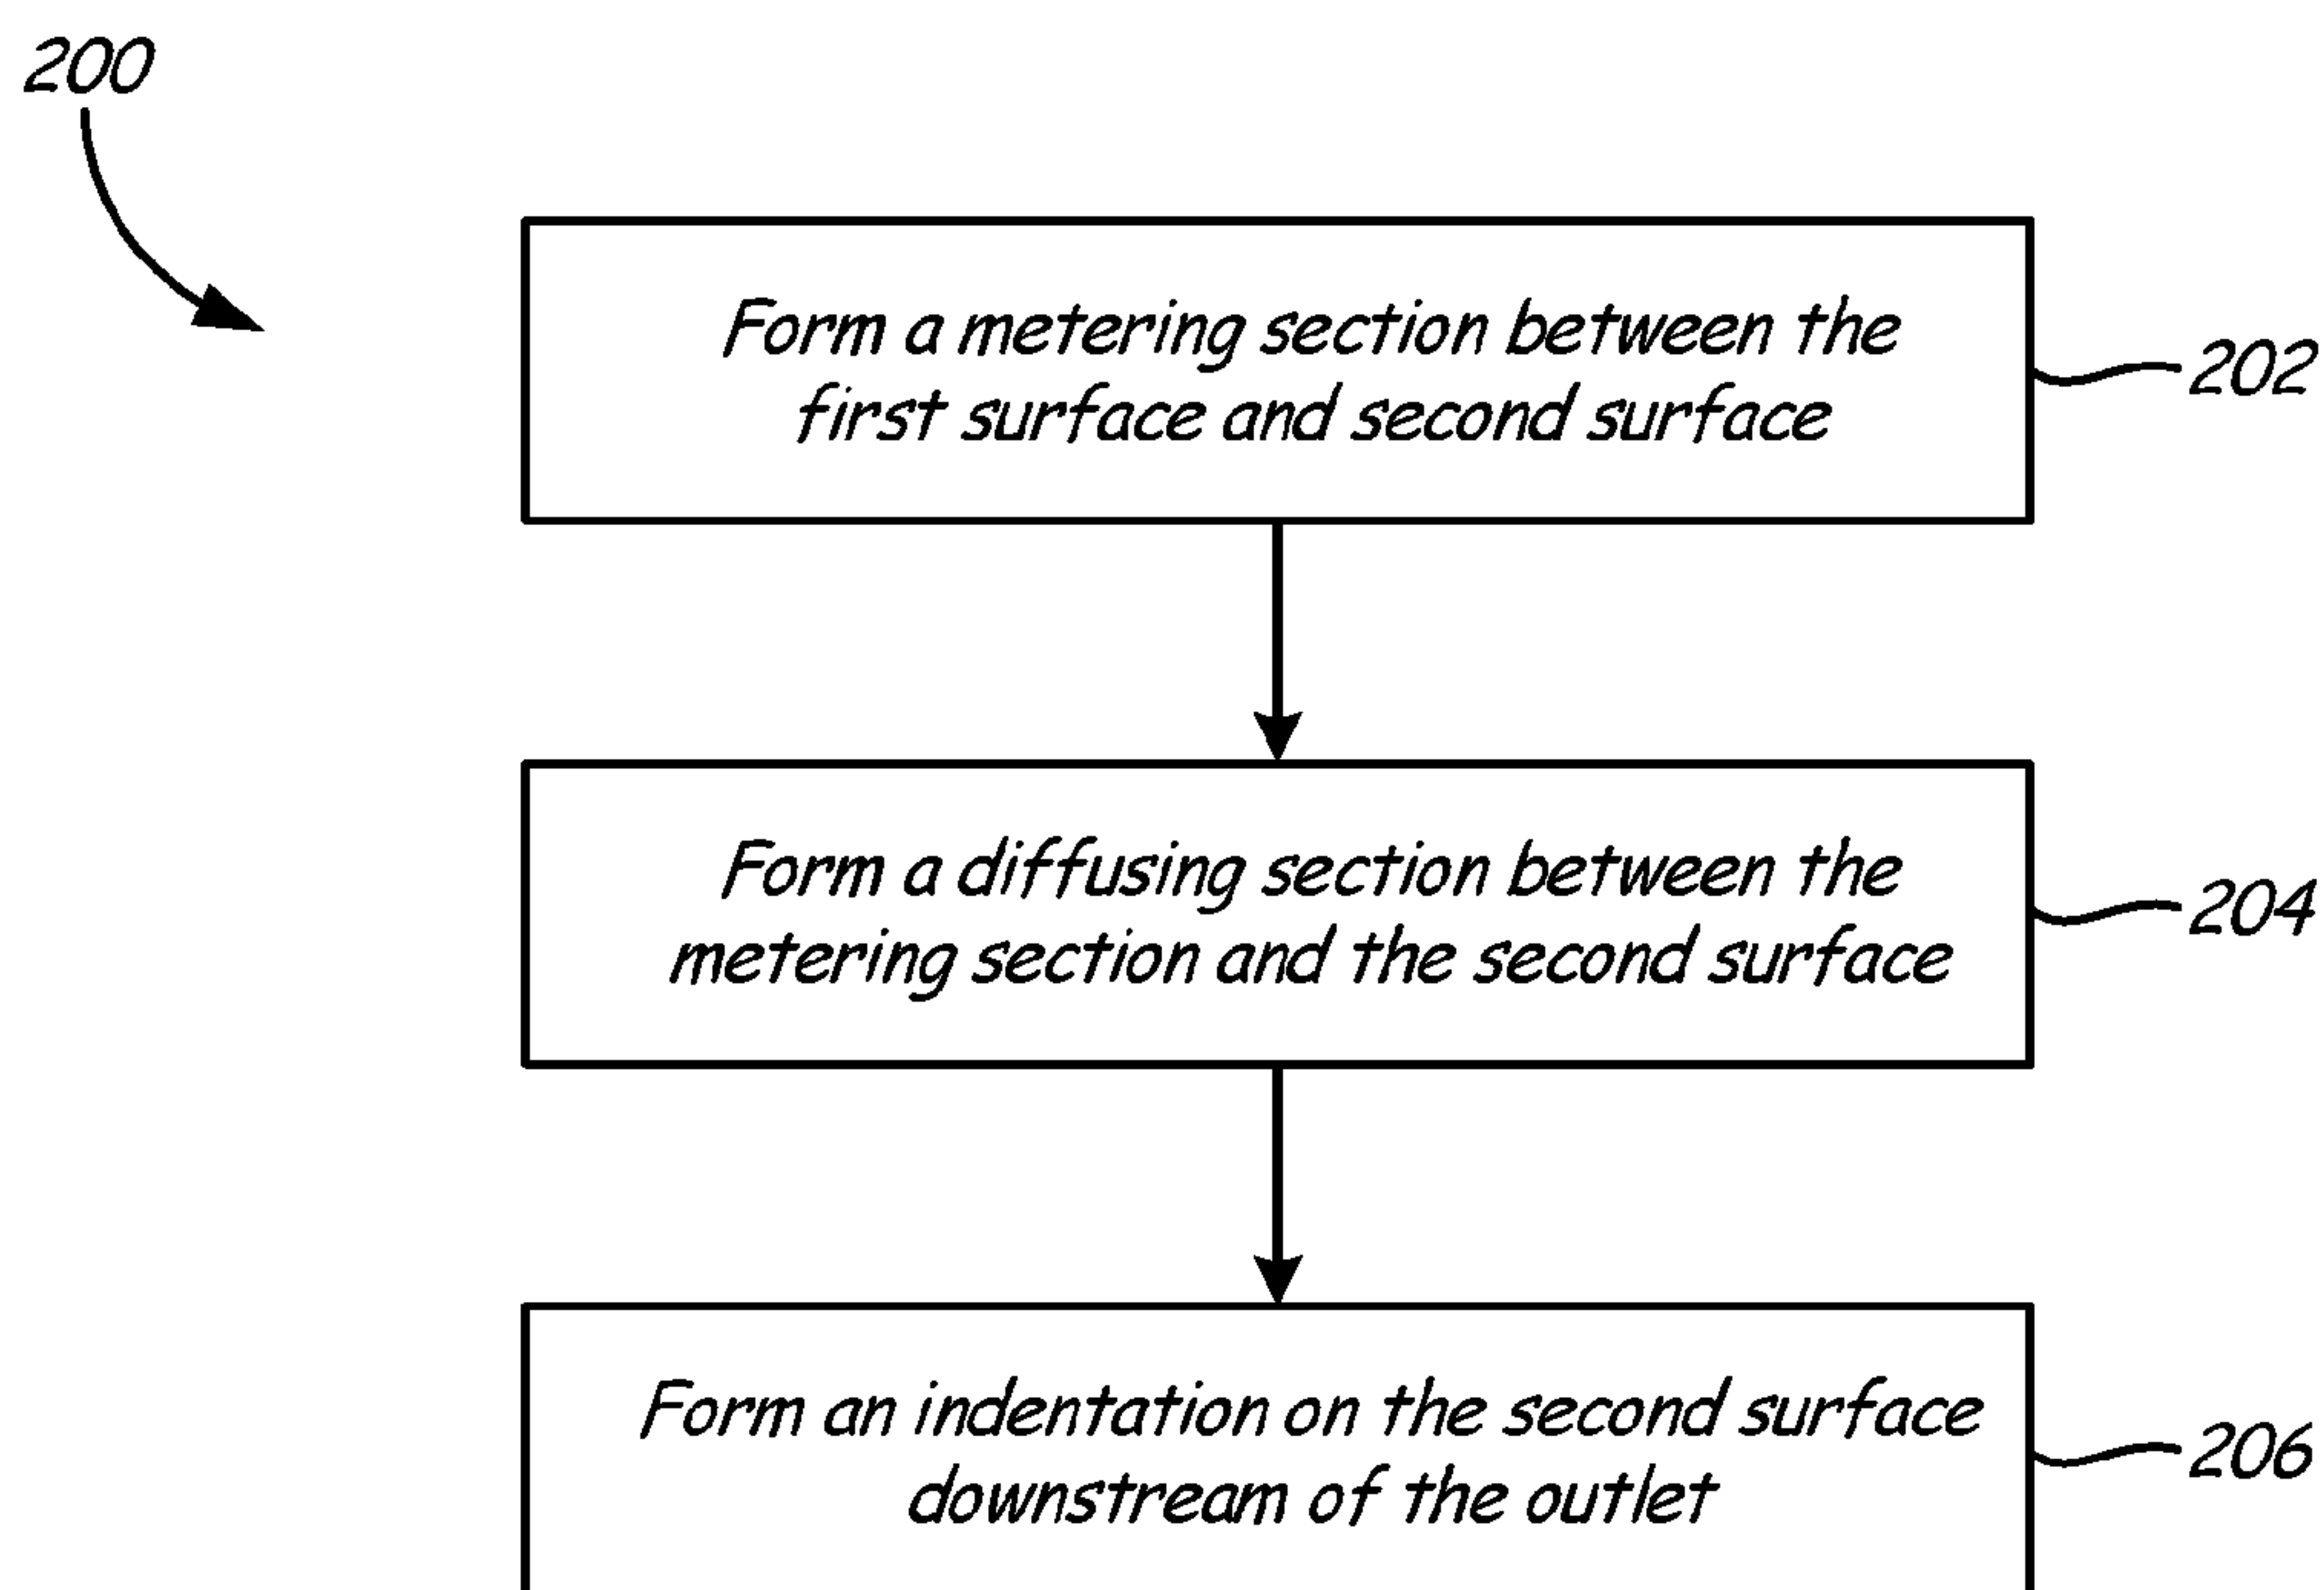 200
Form a metering section between the
first surface and second surface
202
Form a diffusing section between the
metering section and the second surface
204
Form an indentation on the second surface
downstream of the outlet
206